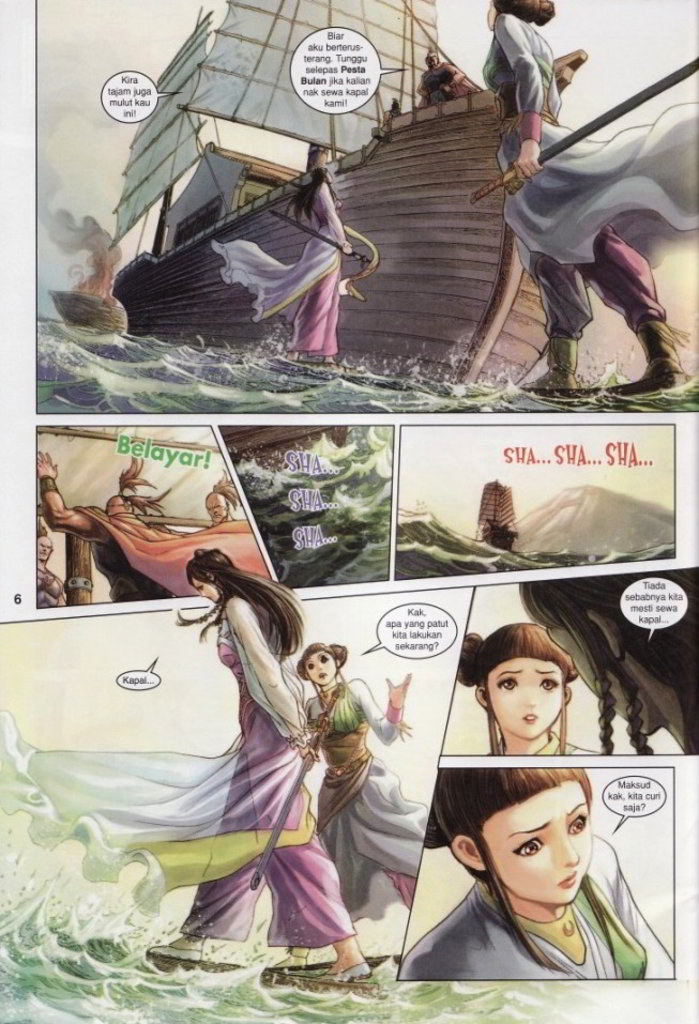 Kira
tajam juga
mulut kau
ini!
Biar
aku berterus-
terang. Tunggu
selepas Pesta
Bulan jika kalian
nak sewa kapal
kami!
Belayar!
SHA...
SHA...
SHA...
SHA... SHA... SHA...
6
Kapal...
Kak,
apa yang patut
kita lakukan
sekarang?
Tiada
sebabnya kita
mesti sewa
kapal...
Maksud
kak, kita curi
saja?